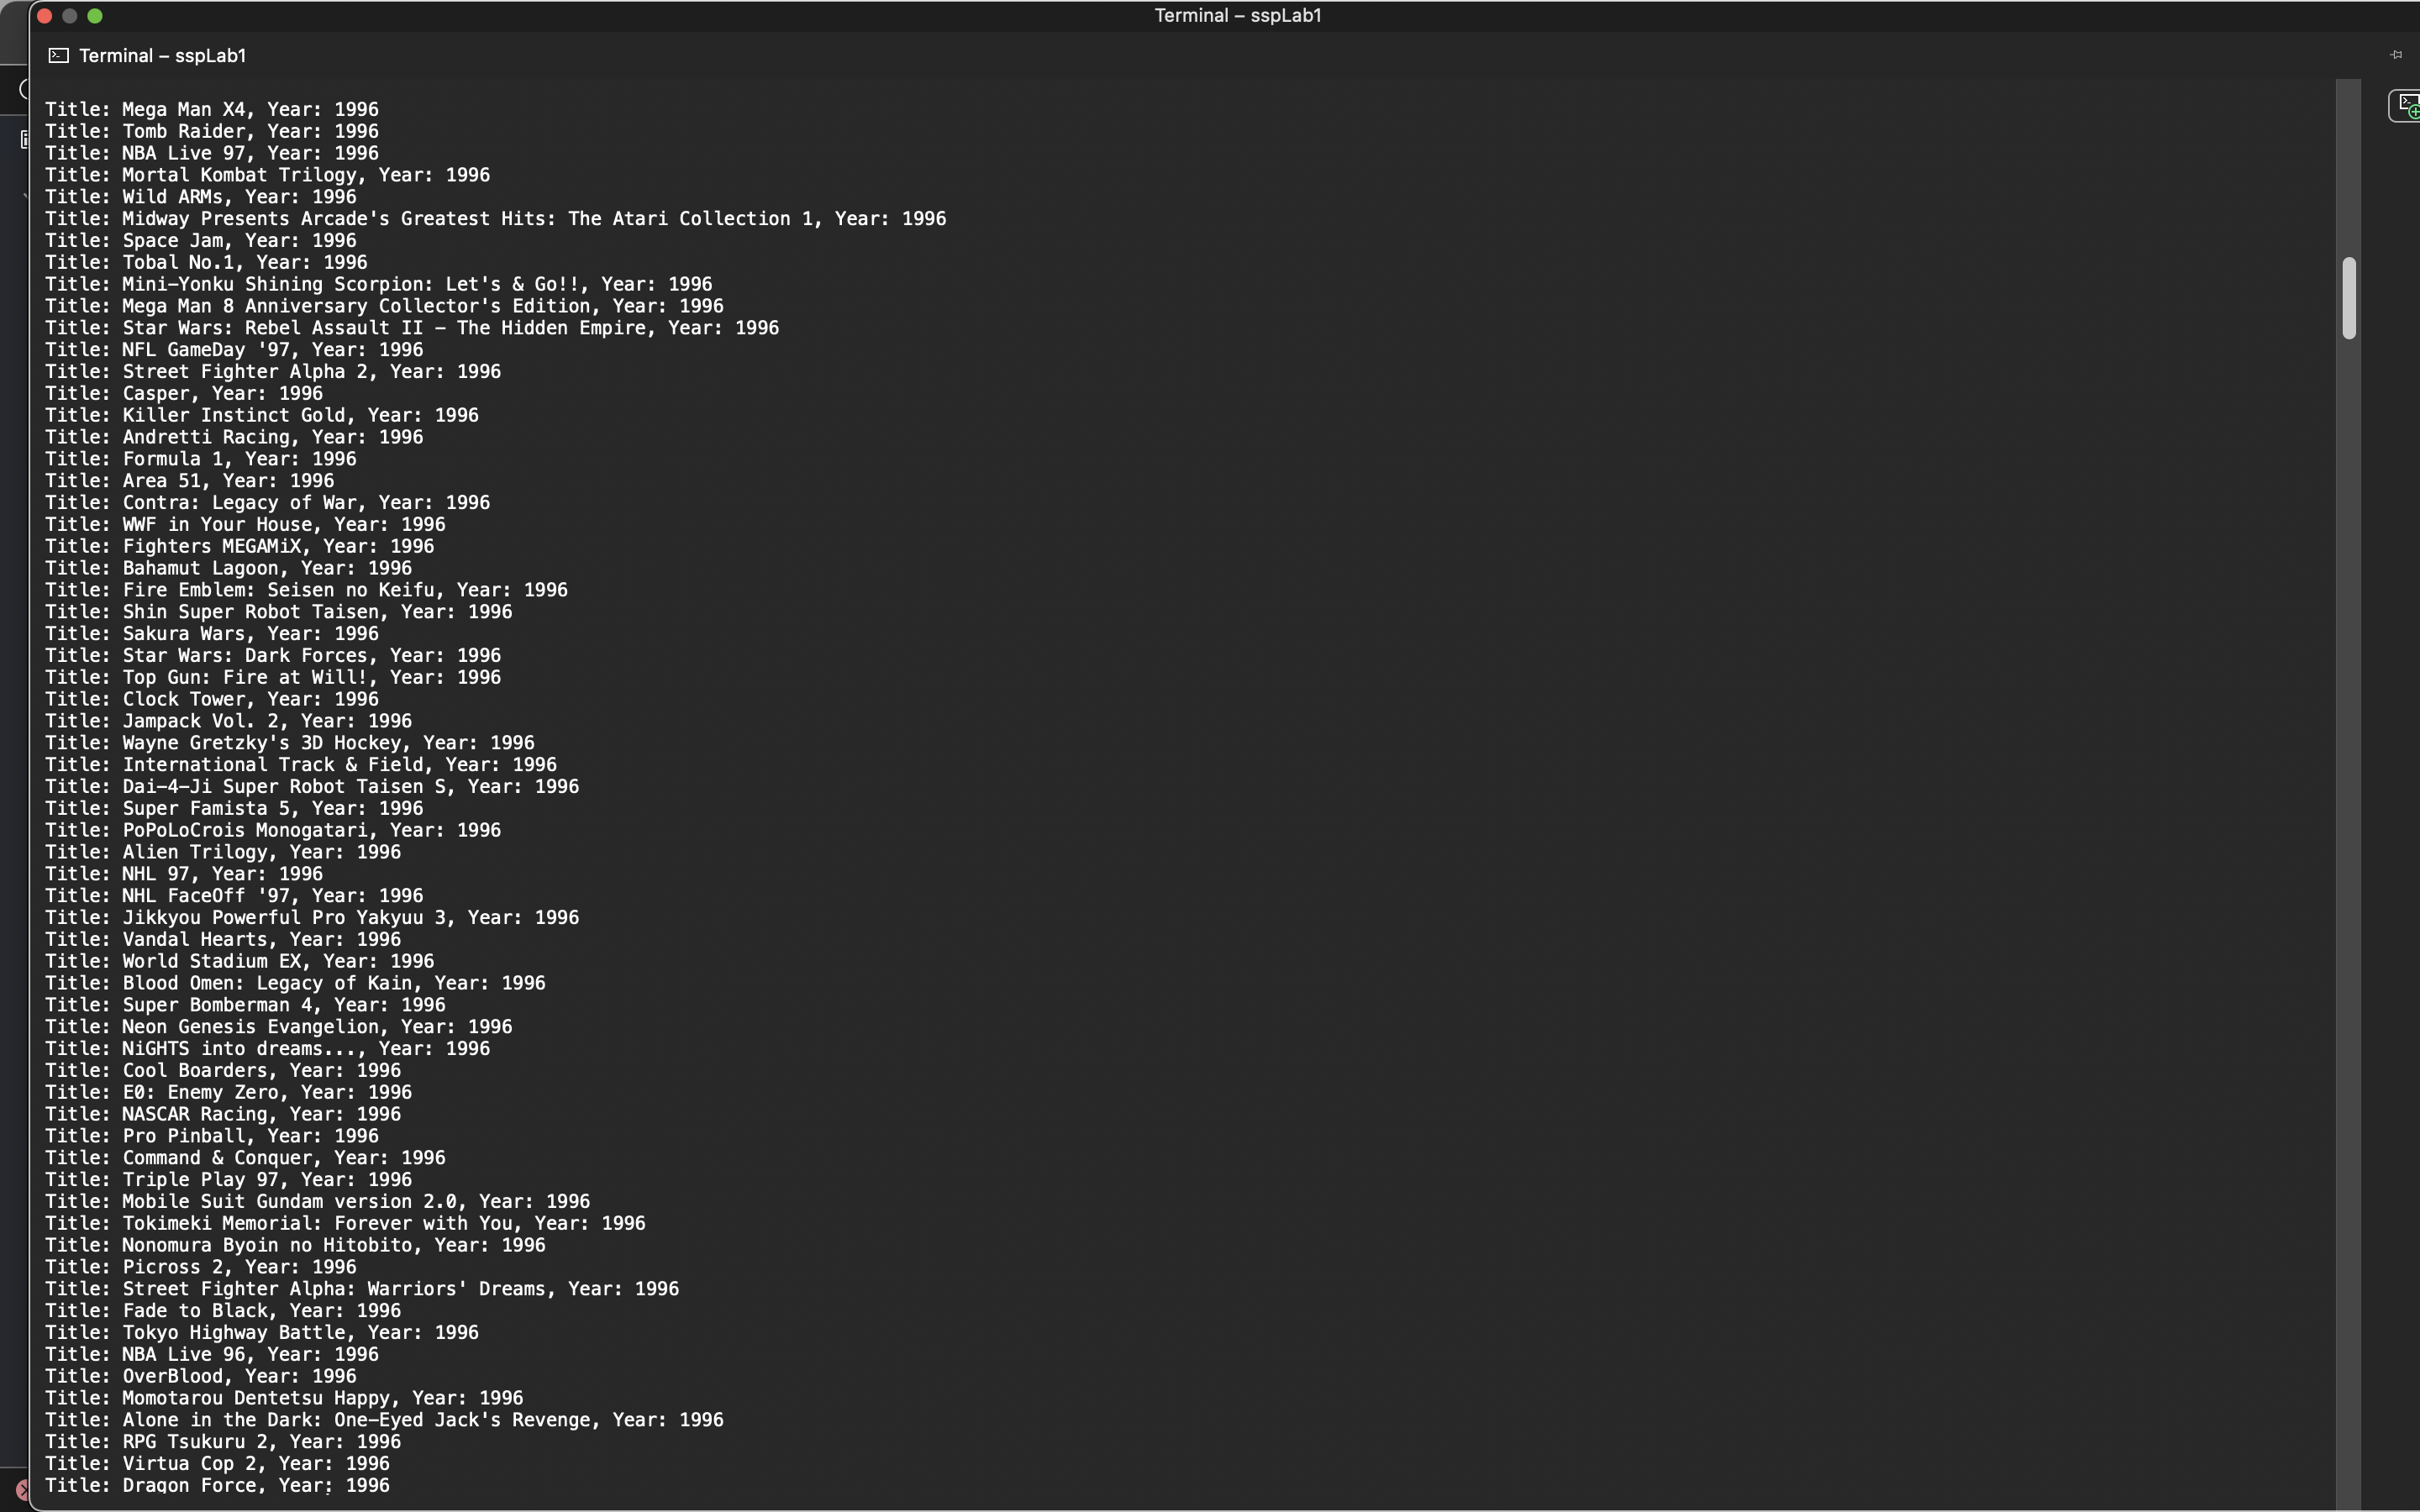 Terminal – sspLab1
Terminal – sspLab1
Title: Mega Man X4, Year: 1996
Title: Tomb Raider, Year: 1996
Title: NBA Live 97, Year: 1996
Title: Mortal Kombat Trilogy, Year: 1996
Title: Wild ARMs, Year: 1996
Title: Midway Presents Arcade's Greatest Hits: The Atari Collection 1, Year: 1996
Title: Space Jam, Year: 1996
Title: Tobal No.1, Year: 1996
Title: Mini-Yonku Shining Scorpion: Let's & Go!!, Year: 1996
Title: Mega Man 8 Anniversary Collector's Edition, Year: 1996
Title: Star Wars: Rebel Assault II - The Hidden Empire, Year: 1996
Title: NFL GameDay '97, Year: 1996
Title: Street Fighter Alpha 2, Year: 1996
Title: Casper, Year: 1996
Title: Killer Instinct Gold, Year: 1996
Title: Andretti Racing, Year: 1996
Title: Formula 1, Year: 1996
Title: Area 51, Year: 1996
Title: Contra: Legacy of War, Year: 1996
Title: WWF in Your House, Year: 1996
Title: Fighters MEGAMiX, Year: 1996
Title: Bahamut Lagoon, Year: 1996
Title: Fire Emblem: Seisen no Keifu, Year: 1996
Title: Shin Super Robot Taisen, Year: 1996
Title: Sakura Wars, Year: 1996
Title: Star Wars: Dark Forces, Year: 1996
Title: Top Gun: Fire at Will!, Year: 1996
Title: Clock Tower, Year: 1996
Title: Jampack Vol. 2, Year: 1996
Title: Wayne Gretzky's 3D Hockey, Year: 1996
Title: International Track & Field, Year: 1996
Title: Dai-4-Ji Super Robot Taisen S, Year: 1996
Title: Super Famista 5, Year: 1996
Title: PoPoLoCrois Monogatari, Year: 1996
Title: Alien Trilogy, Year: 1996
Title: NHL 97, Year: 1996
Title: NHL FaceOff '97, Year: 1996
Title: Jikkyou Powerful Pro Yakyuu 3, Year: 1996
Title: Vandal Hearts, Year: 1996
Title: World Stadium EX, Year: 1996
Title: Blood Omen: Legacy of Kain, Year: 1996
Title: Super Bomberman 4, Year: 1996
Title: Neon Genesis Evangelion, Year: 1996
Title: NiGHTS into dreams..., Year: 1996
Title: Cool Boarders, Year: 1996
Title: E0: Enemy Zero, Year: 1996
Title: NASCAR Racing, Year: 1996
Title: Pro Pinball, Year: 1996
Title: Command & Conquer, Year: 1996
Title: Triple Play 97, Year: 1996
Title: Mobile Suit Gundam version 2.0, Year: 1996
Title: Tokimeki Memorial: Forever with You, Year: 1996
Title: Nonomura Byoin no Hitobito, Year: 1996
Title: Picross 2, Year: 1996
Title: Street Fighter Alpha: Warriors' Dreams, Year: 1996
Title: Fade to Black, Year: 1996
Title: Tokyo Highway Battle, Year: 1996
Title: NBA Live 96, Year: 1996
Title: OverBlood, Year: 1996
Title: Momotarou Dentetsu Happy, Year: 1996
Title: Alone in the Dark: One-Eyed Jack's Revenge, Year: 1996
Title: RPG Tsukuru 2, Year: 1996
Title: Virtua Cop 2, Year: 1996
Title: Dragon Force, Year: 1996